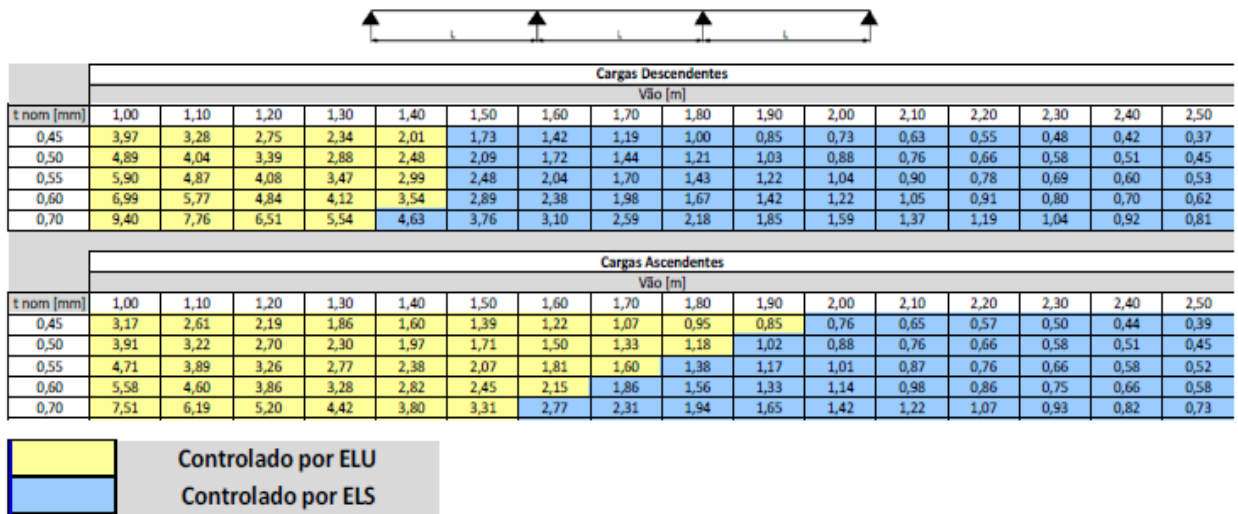 L L L
Cargas Descendentes
Vão [m]
t nom [mm] 1,00 1,10 1,20 1,30 1,40 1,50 1,60 1,70 1,80 1,90 2,00 2,10 2,20 2,30 2,40 2,50
0,45 3,97 3,28 2,75 2,34 2,01 1,73 1,42 1,19 1,00 0,85 0,73 0,63 0,55 0,48 0,42 0,37
0,50 4,89 4,04 3,39 2,88 2,48 2,09 1,72 1,44 1,21 1,03 0,88 0,76 0,66 0,58 0,51 0,45
0,55 5,90 4,87 4,08 3,47 2,99 2,48 2,04 1,70 1,43 1,22 1,04 0,90 0,78 0,69 0,60 0,53
0,60 6,99 5,77 4,84 4,12 3,54 2,89 2,38 1,98 1,67 1,42 1,22 1,05 0,91 0,80 0,70 0,62
0,70 9,40 7,76 6,51 5,54 4,63 3,76 3,10 2,59 2,18 1,85 1,59 1,37 1,19 1,04 0,92 0,81
Cargas Ascendentes
Vão [m]
t nom [mm] 1,00 1,10 1,20 1,30 1,40 1,50 1,60 1,70 1,80 1,90 2,00 2,10 2,20 2,30 2,40 2,50
0,45 3,17 2,61 2,19 1,86 1,60 1,39 1,22 1,07 0,95 0,85 0,76 0,65 0,57 0,50 0,44 0,39
0,50 3,91 3,22 2,70 2,30 1,97 1,71 1,50 1,33 1,18 1,02 0,88 0,76 0,66 0,58 0,51 0,45
0,55 4,71 3,89 3,26 2,77 2,38 2,07 1,81 1,60 1,38 1,17 1,01 0,87 0,76 0,66 0,58 0,52
0,60 5,58 4,60 3,86 3,28 2,82 2,45 2,15 1,86 1,56 1,33 1,14 0,98 0,86 0,75 0,66 0,58
0,70 7,51 6,19 5,20 4,42 3,80 3,31 2,77 2,31 1,94 1,65 1,42 1,22 1,07 0,93 0,82 0,73
Controlado por ELU
Controlado por ELS